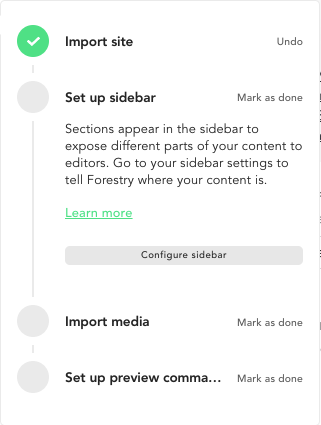 Import site Undo
Set up sidebar Mark as done
Sections appear in the sidebar to
expose different parts of your content to
editors. Go to your sidebar settings to
tell Forestry where your content is.
Learn more
Configure sidebar
Import media Mark as done
Set up preview comma... Mark as done